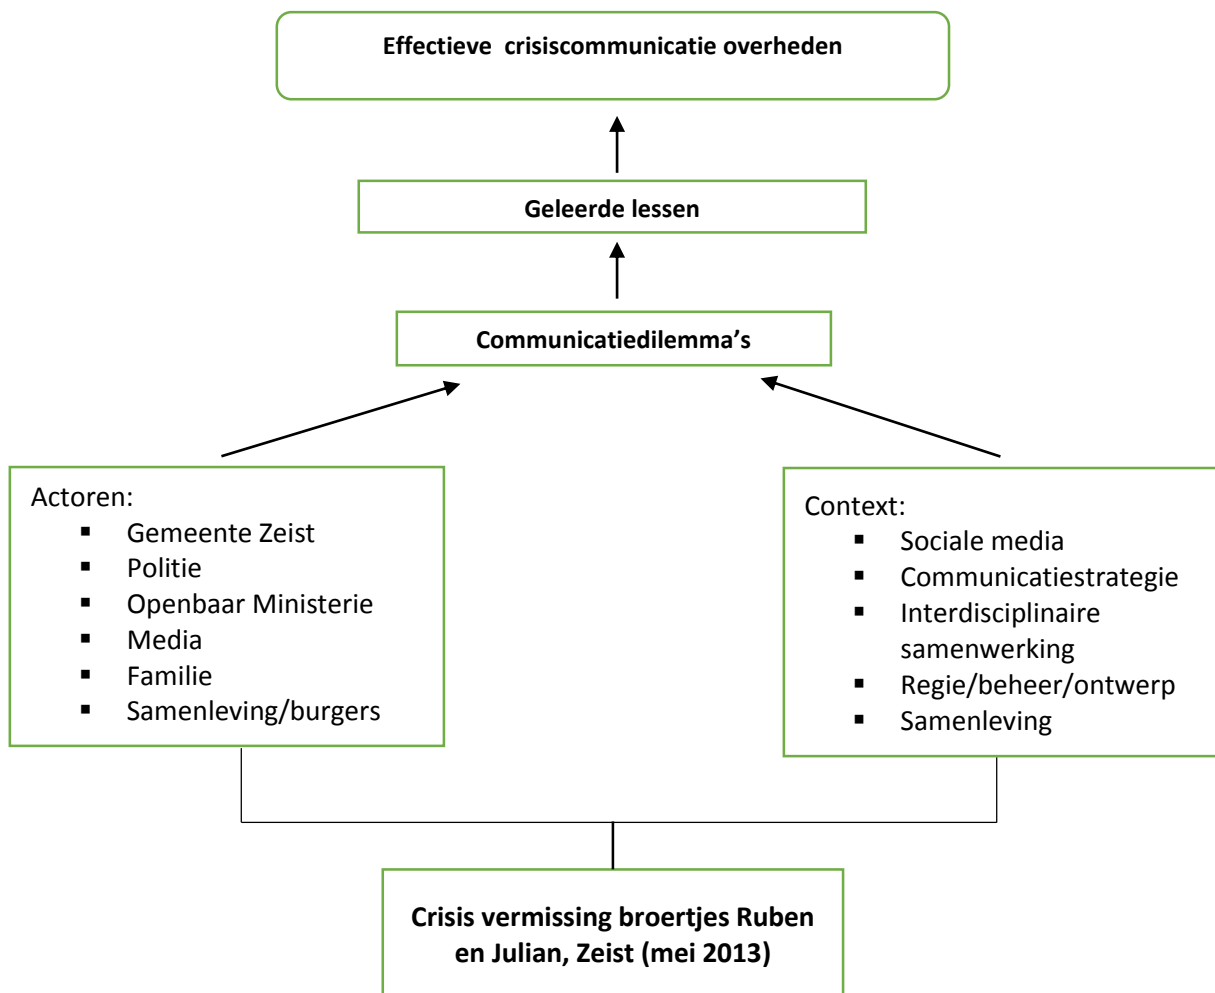 Effectieve crisiscommunicatie overheden
Geleerde lessen
Communicatiedilemma’s
Actoren:
▪ Gemeente Zeist
▪ Politie
▪ Openbaar Ministerie
▪ Media
▪ Familie
▪ Samenleving/burgers
Context:
▪ Sociale media
▪ Communicatiestrategie
▪ Interdisciplinaire
samenwerking
▪ Regie/beheer/ontwerp
▪ Samenleving
Crisis vermissing broertjes Ruben
en Julian, Zeist (mei 2013)